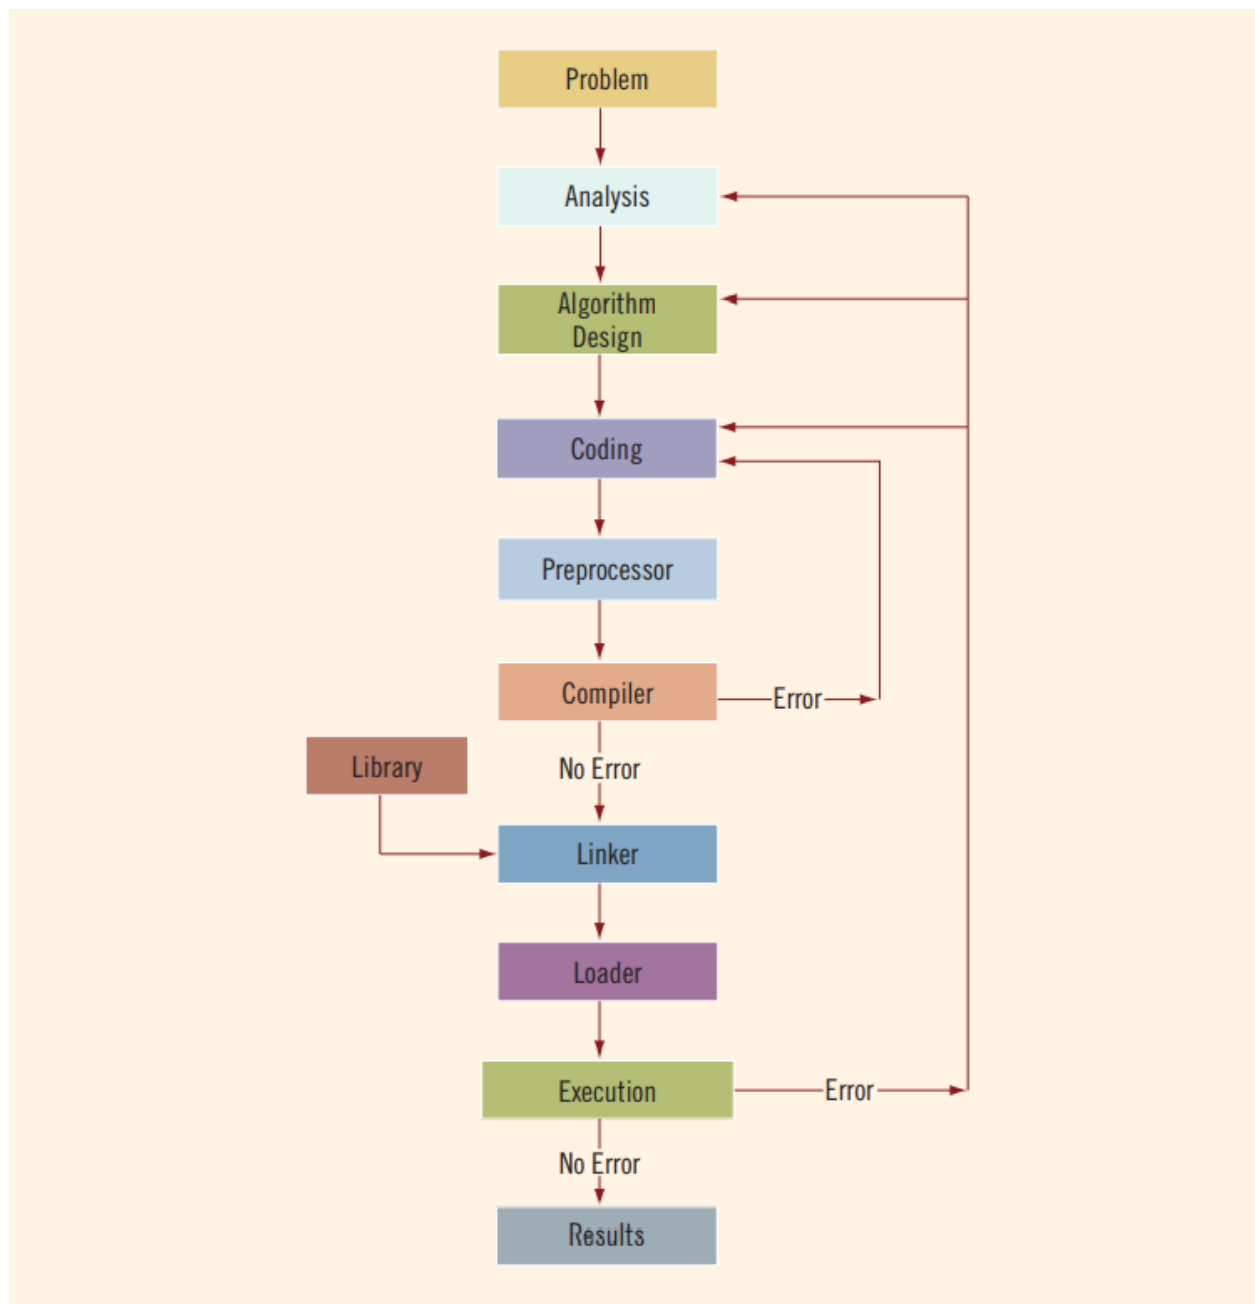 Problem
Analysis
Algorithm
Design
Coding
Preprocessor
Compiler
Error
Library
No Error
Linker
Loader
Execution
Error
No Error
Results